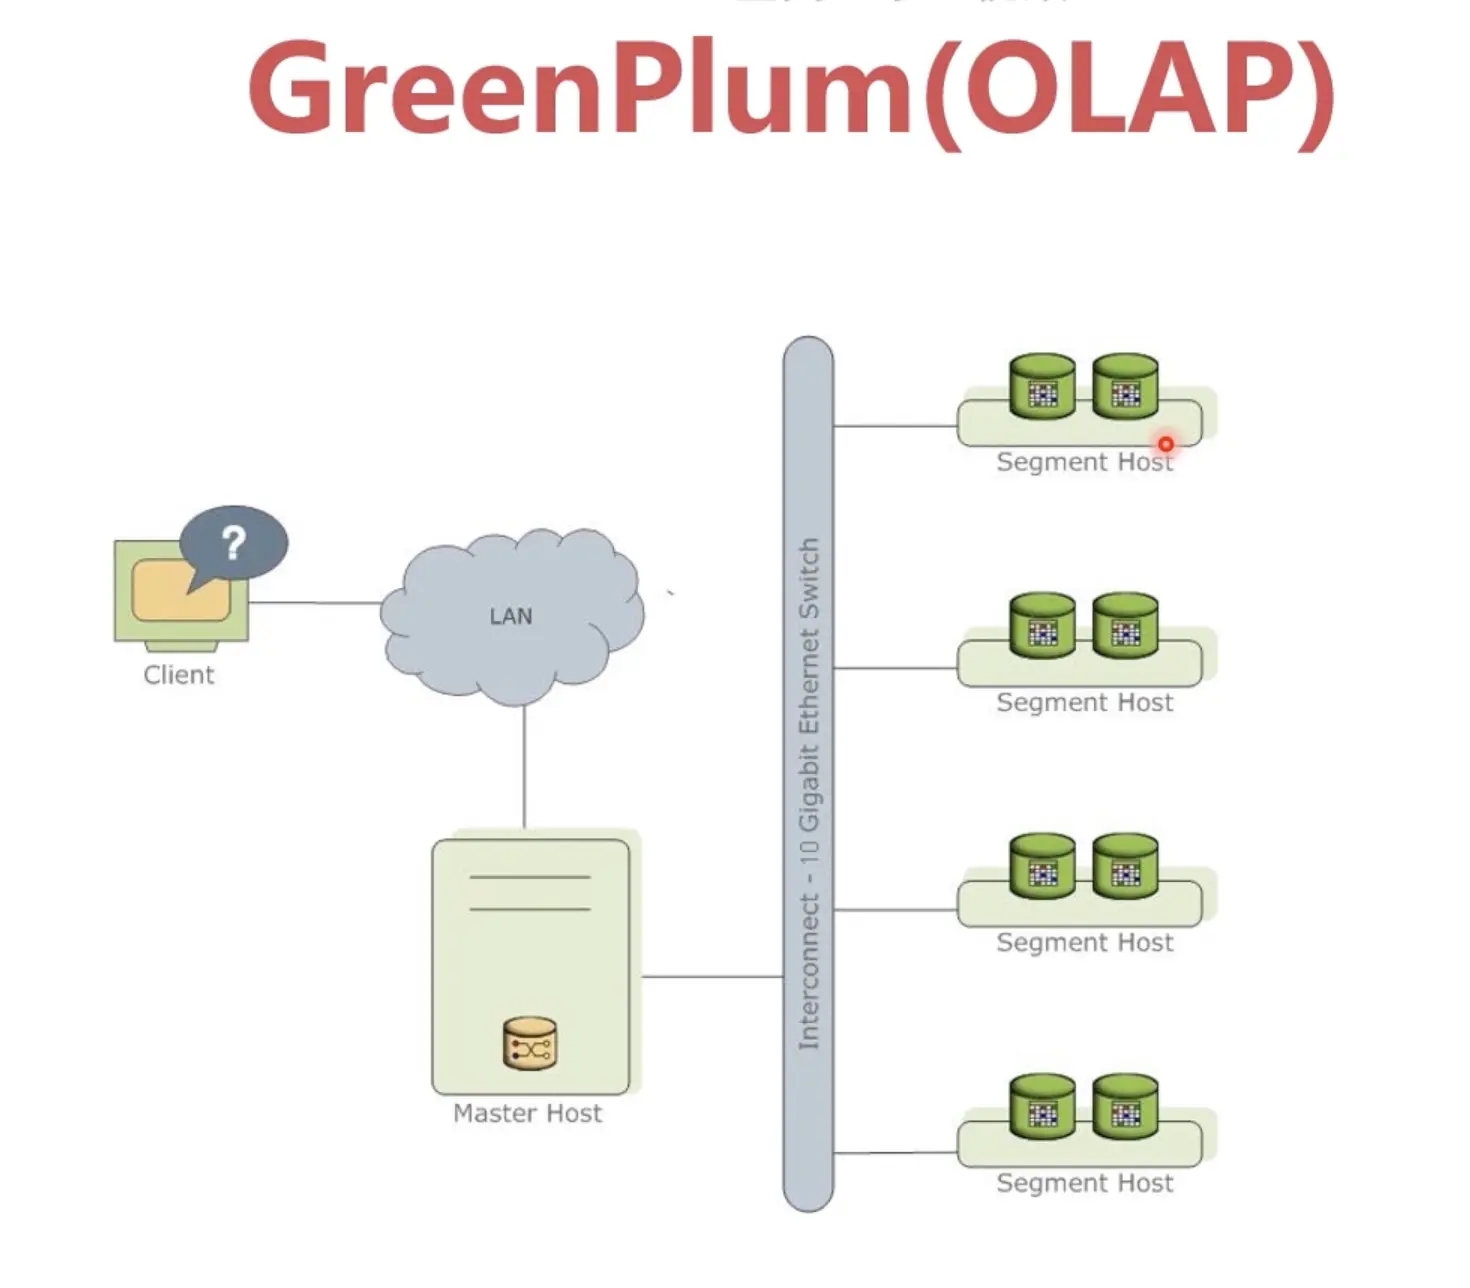 GreenPlum(OLAP)
Segment Host
?
LAN
Client
Interconnect - 10 Gigabit Ethernet Switch
Segment Host
Segment Host
Master Host
Segment Host